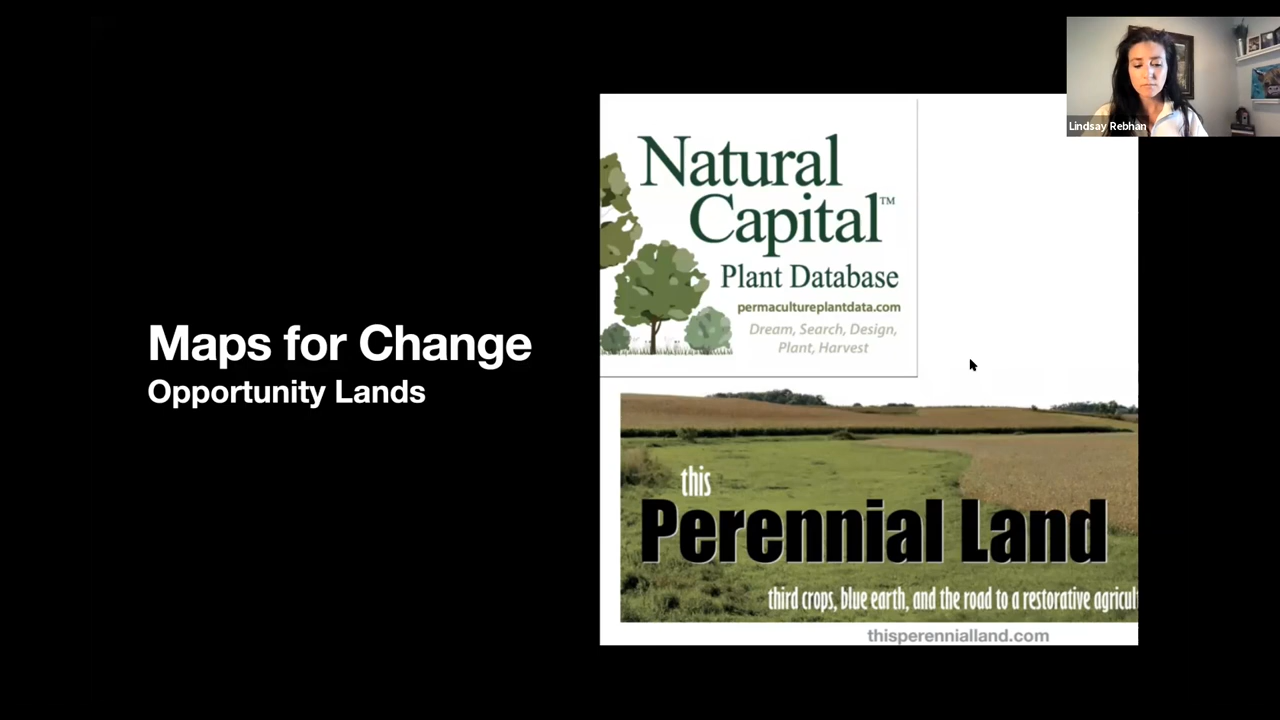 Lindsay Rebhan
Natural
Capital™
Plant Database
permacultureplantdata.com
Dream, Search, Design,
Plant, Harvest
Maps for Change
Opportunity Lands
this
Perennial Land
third crops, blue earth, and the road to a restorative agricul
thisperennialland.com